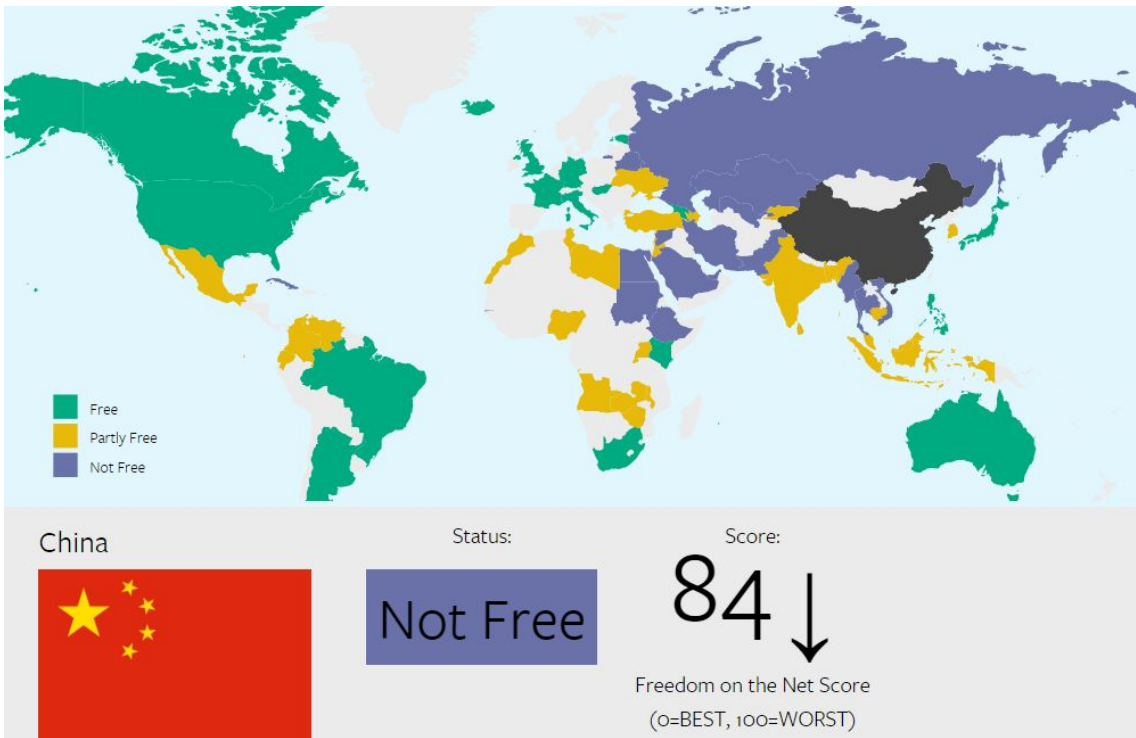 Free
Partly Free
Not Free
China
Status:
Not Free
Score:
84
Freedom on the Net Score
(0=BEST, 100=WORST)